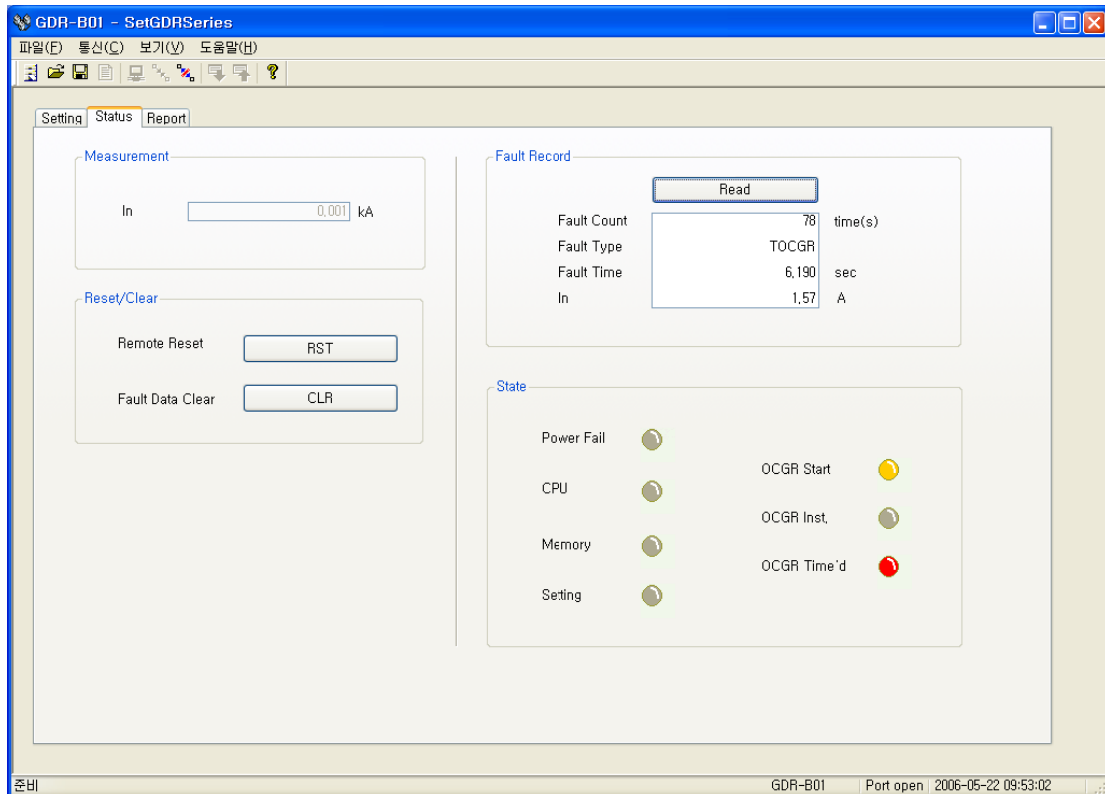 GDR-B01 - SetGDRSeries
파일(F) 통신(C) 보기(V) 도움말(H)
Setting Status Report
Measurement
In 0,001 kA
Reset/Clear
Remote Reset RST
Fault Data Clear CLR
Fault Record
Read
Fault Count 78 time(s)
Fault Type TOCGR
Fault Time 6,190 sec
In 1,57 A
State
Power Fail
CPU
Memory
Setting
OCGR Start
OCGR Inst,
OCGR Time'd
준비 GDR-B01 Port open 2006-05-22 09:53:02